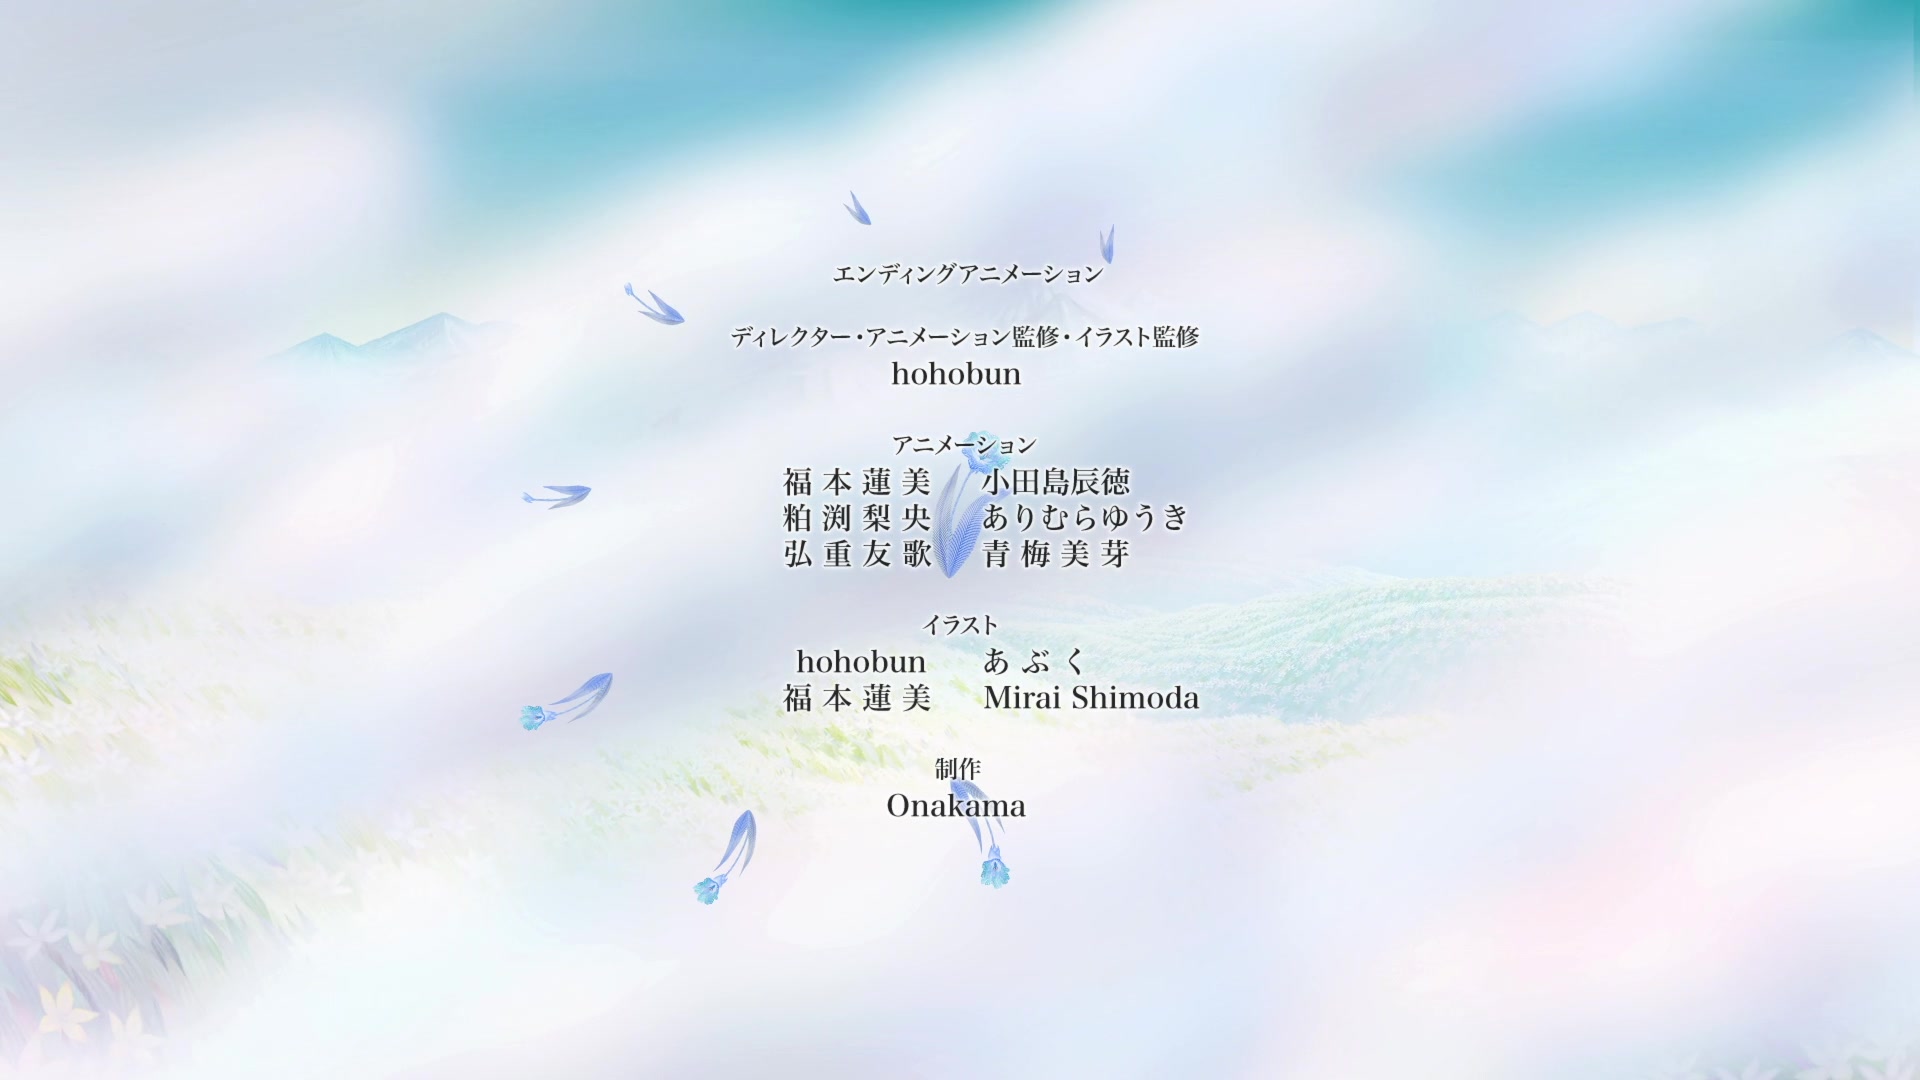 エンディングアニメーション
ディレクター・アニメーション監修・イラスト監修
hohobun
アニメーション
福本蓮美 小田島辰徳
粕渕梨央 ありむらゆうき
弘重友歌 青梅美芽
イラスト
hohobun あぶく
福本蓮美 Mirai Shimoda
制作
Onakama